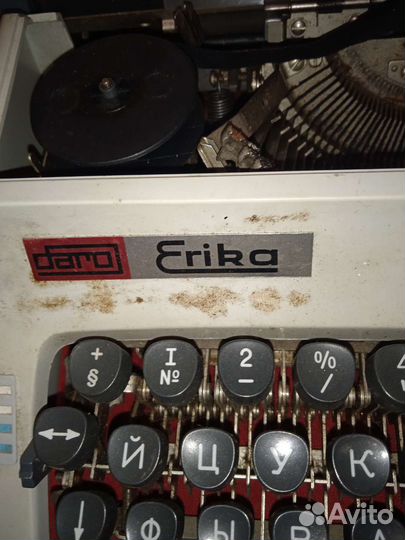 daro Erika
+ I 2 %
§ № – /
↔ Й Ц У К
↓ Ф Ы
Avito